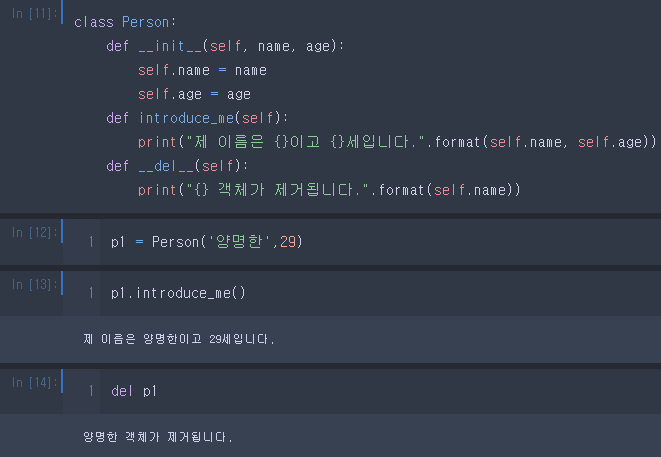 In [11]:
class Person:
    def __init__(self, name, age):
        self.name = name
        self.age = age
    def introduce_me(self):
        print("제 이름은 {}이고 {}세입니다.".format(self.name, self.age))
    def __del__(self):
        print("{} 객체가 제거됩니다.".format(self.name))
In [12]:
1 p1 = Person('양명한',29)
In [13]:
1 p1.introduce_me()
제 이름은 양명한이고 29세입니다.
In [14]:
1 del p1
양명한 객체가 제거됩니다.